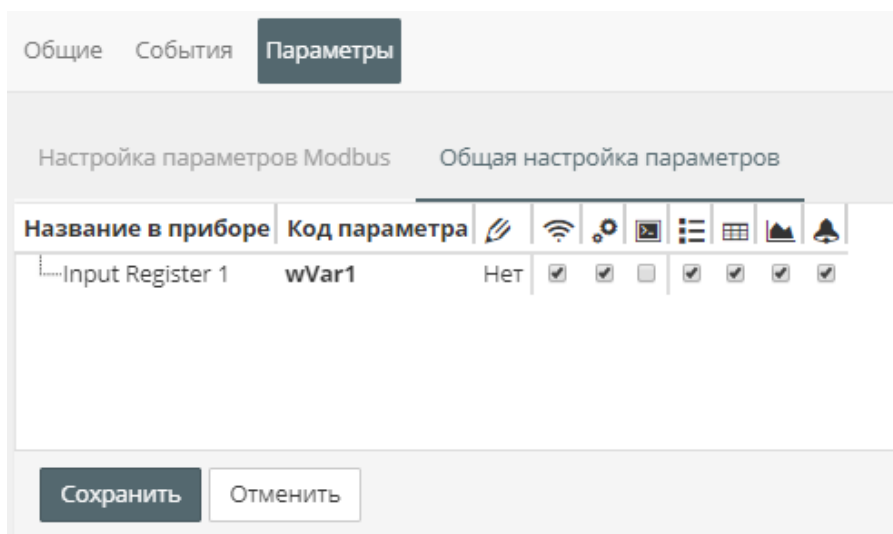 Общие События Параметры
Настройка параметров Modbus Общая настройка параметров
Название в приборе Код параметра
Input Register 1 wVar1 Нет
Сохранить Отменить